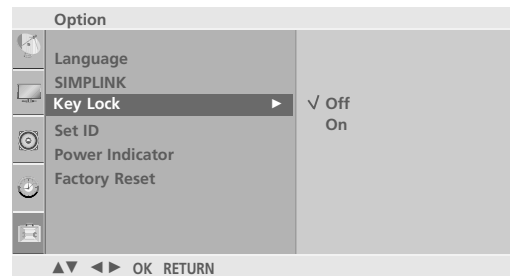 Option
Language
SIMPLINK
Key Lock ► √ Off
On
Set ID
Power Indicator
Factory Reset
▲▼ ◄► OK RETURN